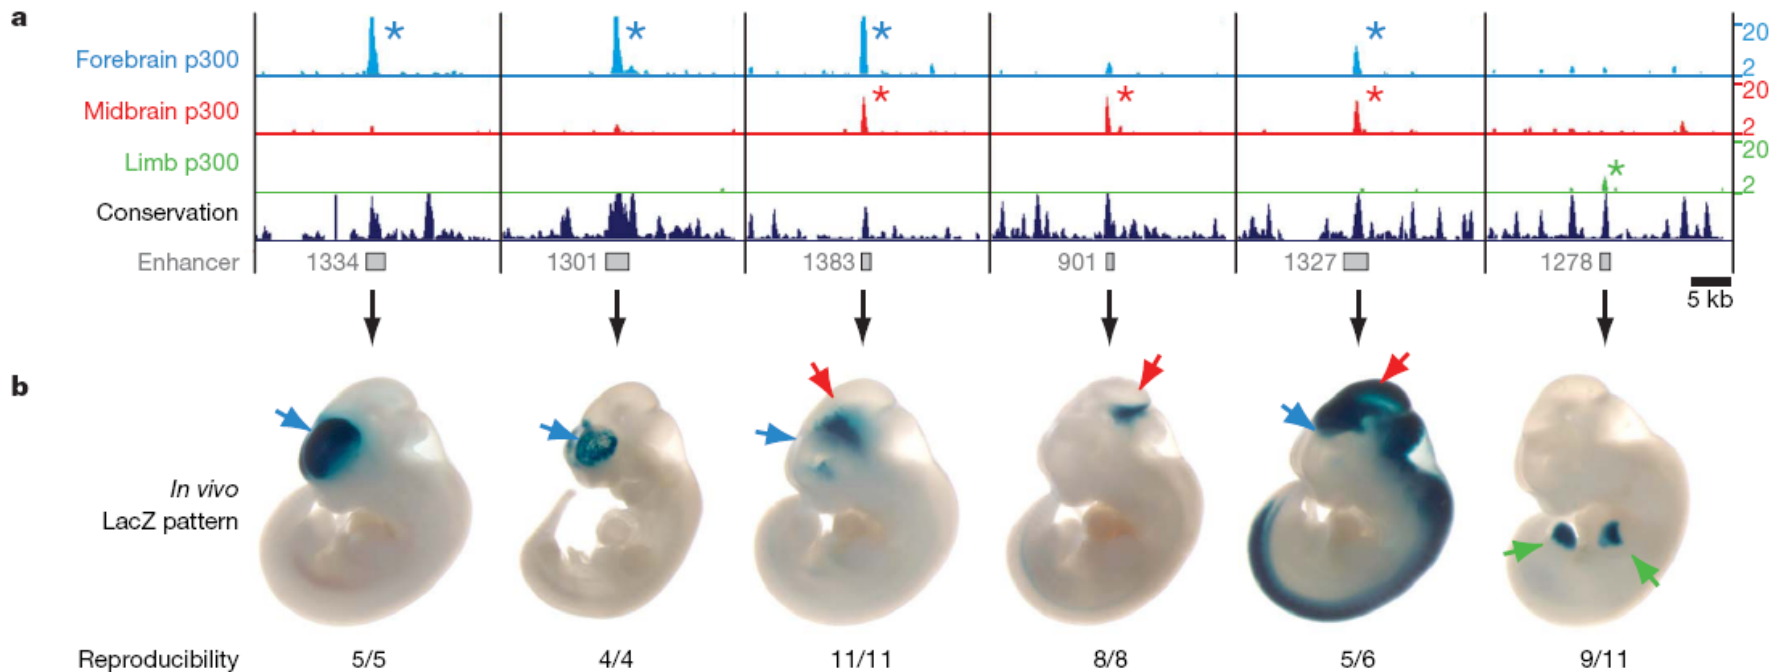 a
Forebrain p300
* * * *
20
2
Midbrain p300
* * *
20
2
Limb p300
*
20
2
Conservation
Enhancer 1334 1301 1383 901 1327 1278
5 kb
b
In vivo
LacZ pattern
Reproducibility 5/5 4/4 11/11 8/8 5/6 9/11